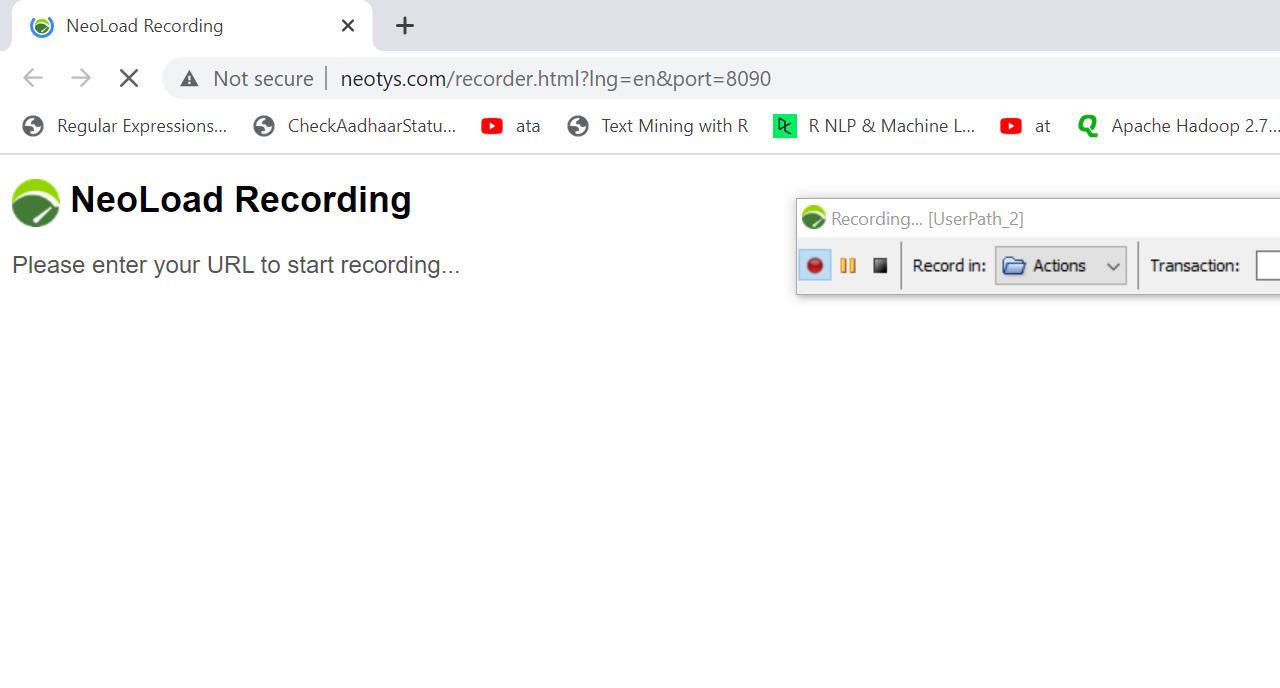 NeoLoad Recording
Not secure neotys.com/recorder.html?lng=en&port=8090
Regular Expressions... CheckAadhaarStatu... ata Text Mining with R DC R NLP & Machine L... at Apache Hadoop 2.7...
NeoLoad Recording
Please enter your URL to start recording...
Recording... [UserPath_2]
Record in: Actions Transaction: